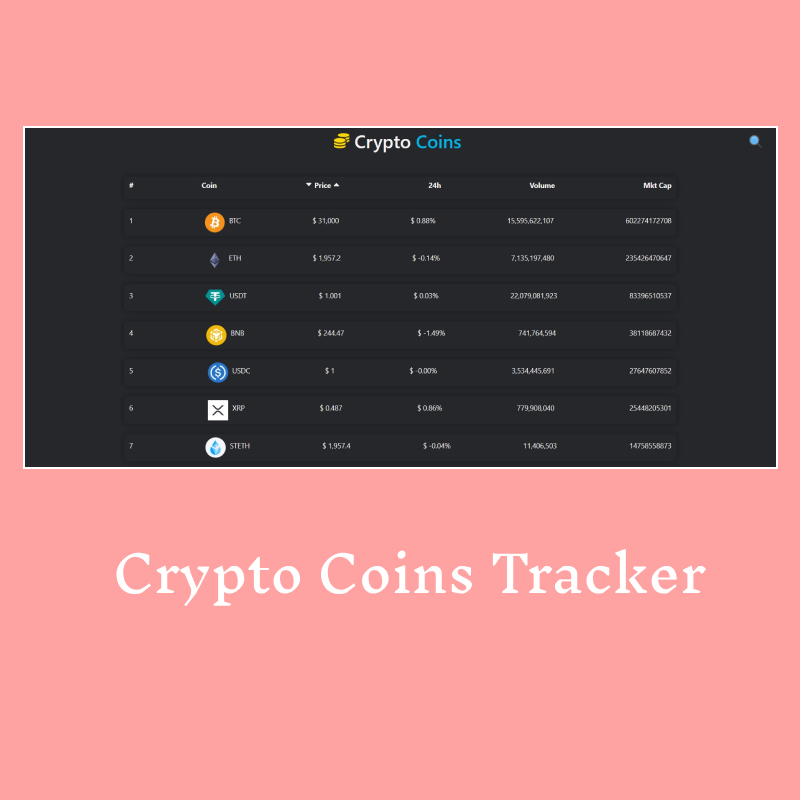 Crypto Coins
# Coin Price 24h Volume Mkt Cap
1 BTC $ 31,000 $ 0.88% 15,595,622,107 602274172708
2 ETH $ 1,957.2 $ -0.14% 7,135,197,480 235426470647
3 USDT $ 1.001 $ 0.03% 22,079,081,923 83396510537
4 BNB $ 244.47 $ -1.49% 741,764,594 38118687432
5 USDC $ 1 $ -0.00% 3,534,445,691 27647607852
6 XRP $ 0.487 $ 0.86% 779,908,040 25448205301
7 STETH $ 1,957.4 $ -0.04% 11,406,503 14758558873
Crypto Coins Tracker